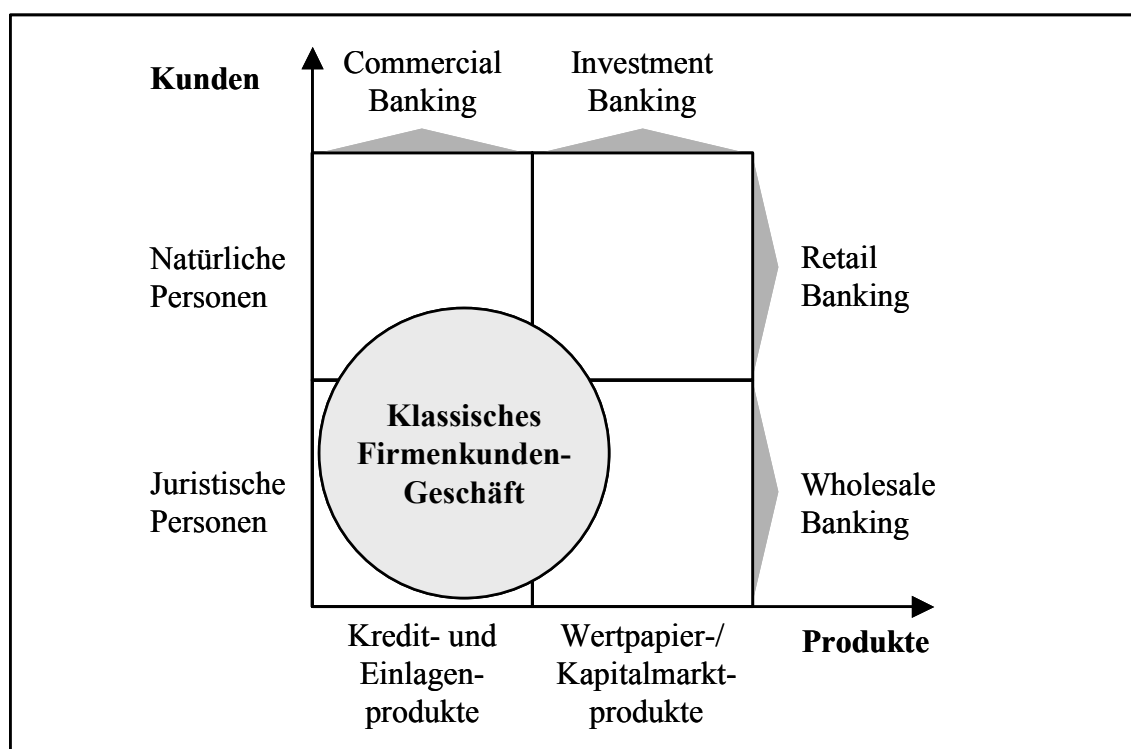 Kunden
Commercial
Banking
Investment
Banking
Natürliche
Personen
Retail
Banking
Klassisches
Firmenkunden-
Geschäft
Juristische
Personen
Wholesale
Banking
Kredit- und
Einlagen-
produkte
Wertpapier-/
Kapitalmarkt-
produkte
Produkte